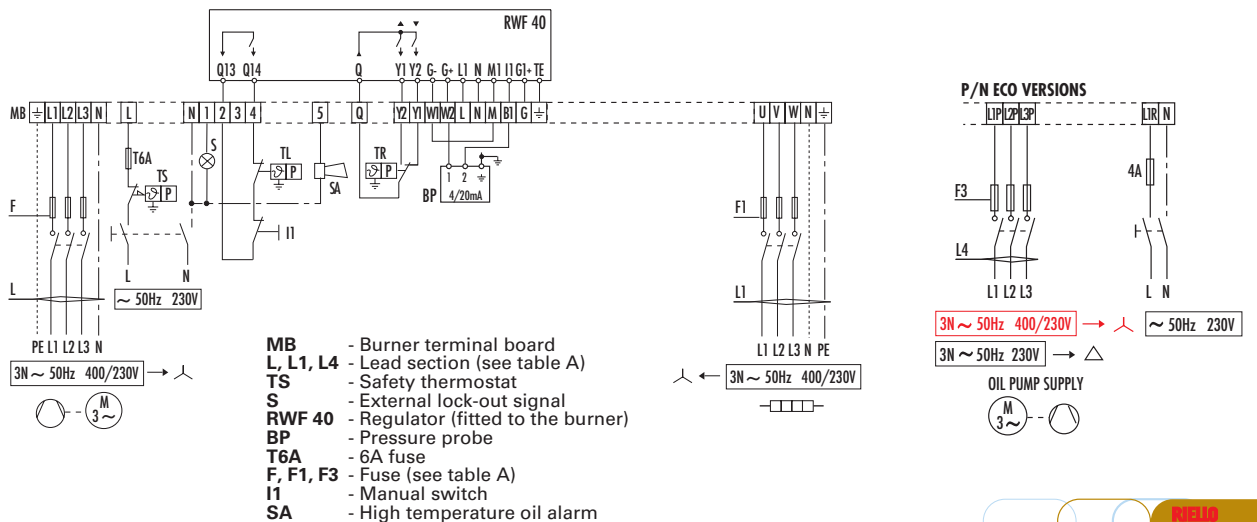 RWF 40
Q13 Q14 Q Y1 Y2 G- G+ L1 N M1 I1 G1+ TE
MB L1 L2 L3 N L N 1 2 3 4 5 Q Y2 Y1 W1 W2 L N M B1 G U V W N
T6A
TS
P
S
TL
P
SA
TR
P
1 2
BP 4/20mA
F
I1
F1
L N
~ 50Hz 230V
L
L1
PE L1 L2 L3 N
3N ~ 50Hz 400/230V
M
3~
L1 L2 L3 N PE
3N ~ 50Hz 400/230V
P/N ECO VERSIONS
L1P L2P L3P L1R N
4A
F3
L4
L1 L2 L3 L N
3N ~ 50Hz 400/230V
~ 50Hz 230V
3N ~ 50Hz 230V
OIL PUMP SUPPLY
M
3~
MB - Burner terminal board
L, L1, L4 - Lead section (see table A)
TS - Safety thermostat
S - External lock-out signal
RWF 40 - Regulator (fitted to the burner)
BP - Pressure probe
T6A - 6A fuse
F, F1, F3 - Fuse (see table A)
I1 - Manual switch
SA - High temperature oil alarm
RIELLO